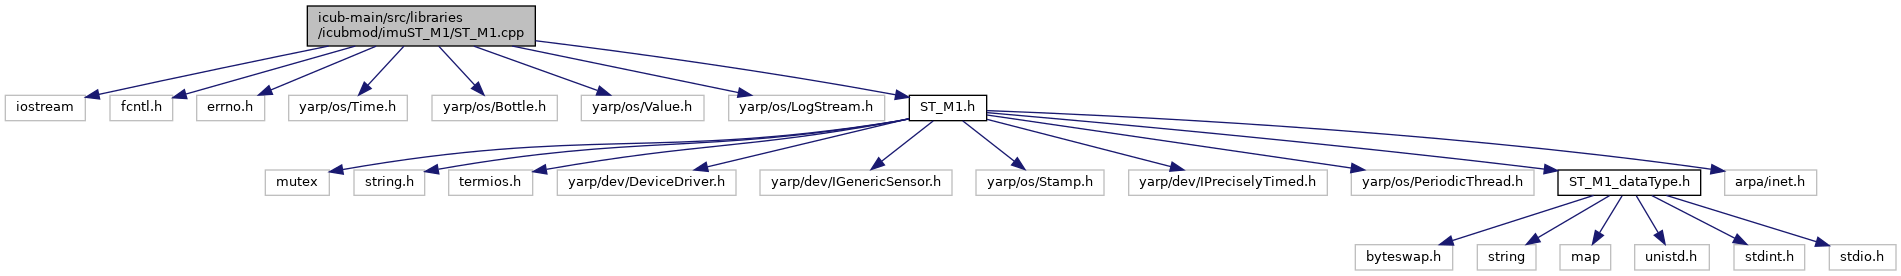 icub-main/src/libraries
/icubmod/imuST_M1/ST_M1.cpp
iostream
fcntl.h
errno.h
yarp/os/Time.h
yarp/os/Bottle.h
yarp/os/Value.h
yarp/os/LogStream.h
ST_M1.h
mutex
string.h
termios.h
yarp/dev/DeviceDriver.h
yarp/dev/IGenericSensor.h
yarp/os/Stamp.h
yarp/dev/IPreciselyTimed.h
yarp/os/PeriodicThread.h
ST_M1_dataType.h
arpa/inet.h
byteswap.h
string
map
unistd.h
stdint.h
stdio.h